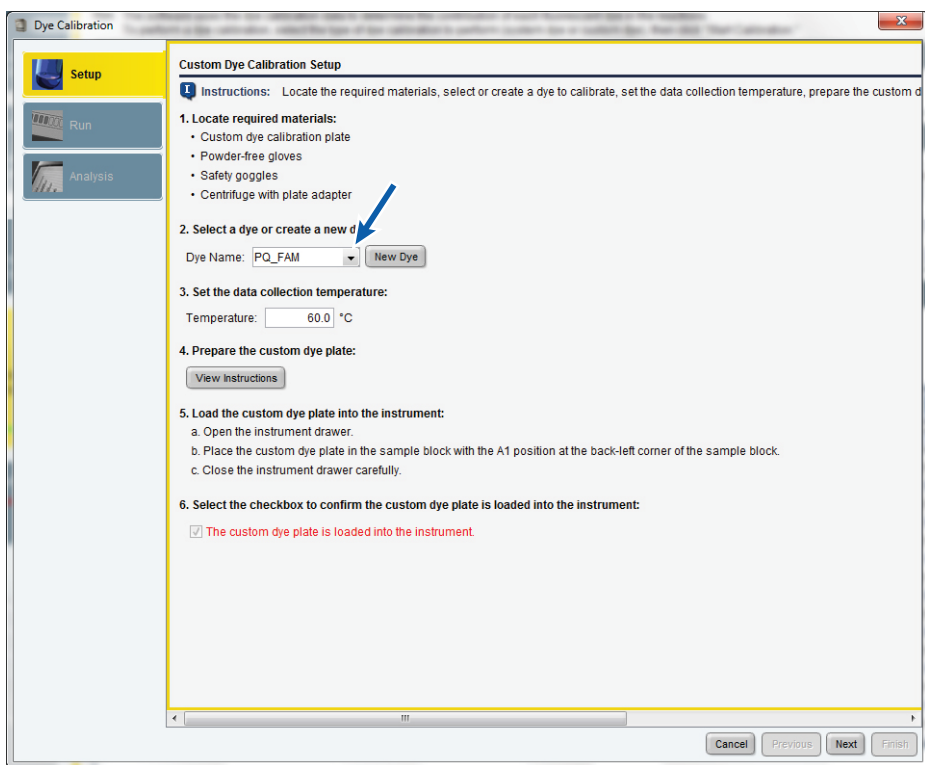 Dye Calibration
Setup
Run
Analysis
Custom Dye Calibration Setup
Instructions: Locate the required materials, select or create a dye to calibrate, set the data collection temperature, prepare the custom d
1. Locate required materials:
• Custom dye calibration plate
• Powder-free gloves
• Safety goggles
• Centrifuge with plate adapter
2. Select a dye or create a new d
Dye Name: PQ_FAM New Dye
3. Set the data collection temperature:
Temperature: 60.0 °C
4. Prepare the custom dye plate:
View Instructions
5. Load the custom dye plate into the instrument:
a. Open the instrument drawer.
b. Place the custom dye plate in the sample block with the A1 position at the back-left corner of the sample block.
c. Close the instrument drawer carefully.
6. Select the checkbox to confirm the custom dye plate is loaded into the instrument:
The custom dye plate is loaded into the instrument.
Cancel Previous Next Finish